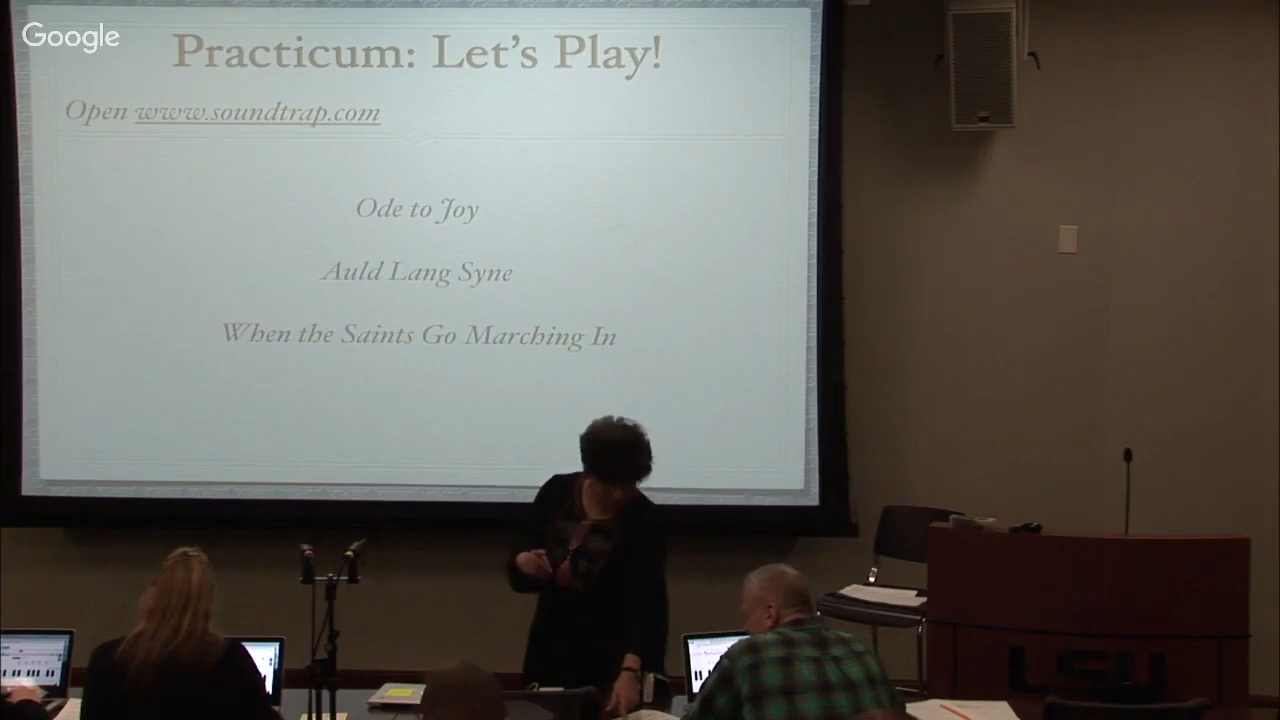 Google
Practicum: Let's Play!
Open www.soundtrap.com
Ode to Joy
Auld Lang Syne
When the Saints Go Marching In
LSU